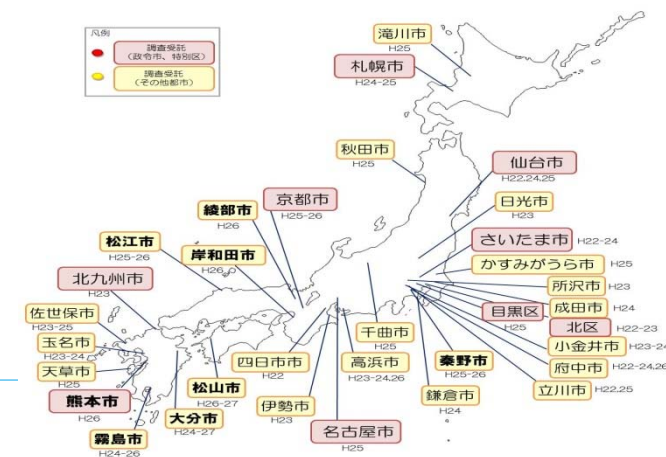 凡例
調査受託
（政令市、特別区）
調査受託
（その他都市）
滝川市
H25
札幌市
H24-25
秋田市
H25
仙台市
H22,24,25
京都市
H25-26
綾部市
H26
日光市
H23
松江市
H25-26
岸和田市
H26
さいたま市 H22-24
かすみがうら市 H25
北九州市
H23
所沢市 H23
佐世保市
H23-25
目黒区
H25
成田市 H24
北区 H22-23
玉名市
H23-24
千曲市
H25
小金井市 H23-24
天草市
H25
四日市市
H22
高浜市
H23-24,26
秦野市
H25-26
府中市 H22-24,26
松山市
H26-27
立川市 H22,25
熊本市
H26
伊勢市
H23
鎌倉市
H24
大分市
H24-27
名古屋市
H25
霧島市
H24-26